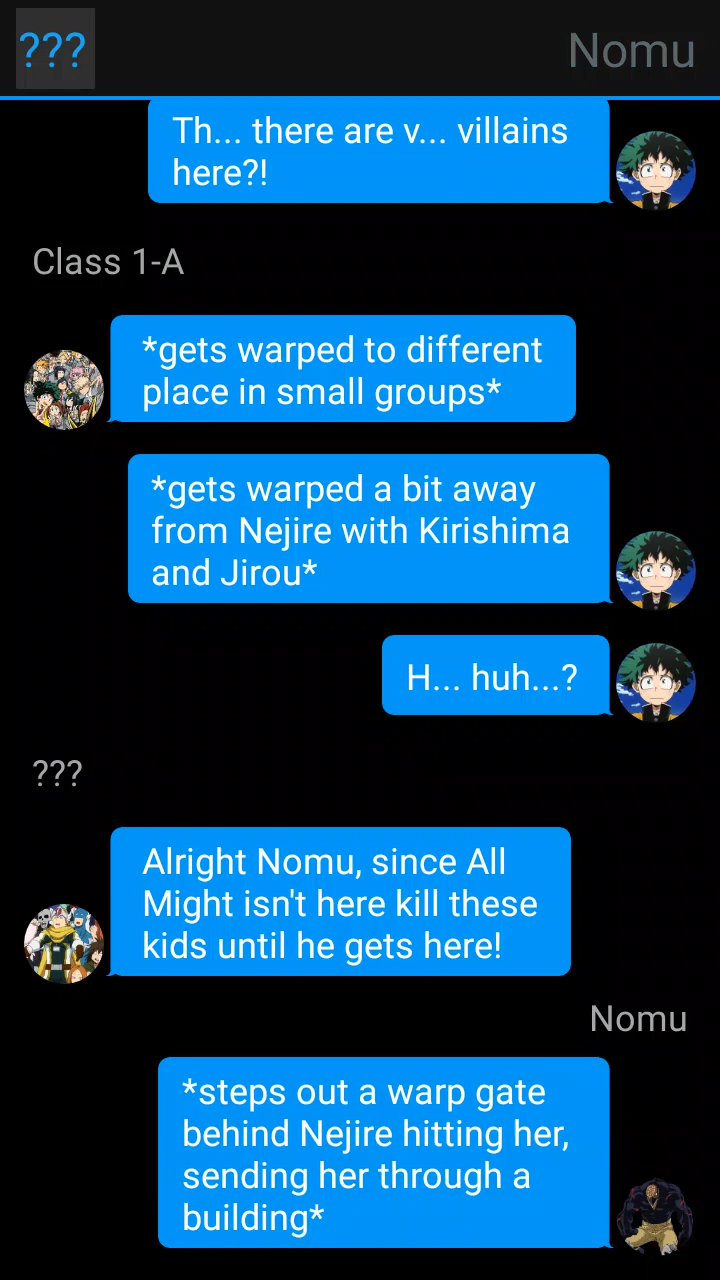 ??? Nomu
Th... there are v... villains
here?!
Class 1-A
*gets warped to different
place in small groups*
*gets warped a bit away
from Nejire with Kirishima
and Jirou*
H... huh...?
???
Alright Nomu, since All
Might isn't here kill these
kids until he gets here!
Nomu
*steps out a warp gate
behind Nejire hitting her,
sending her through a
building*